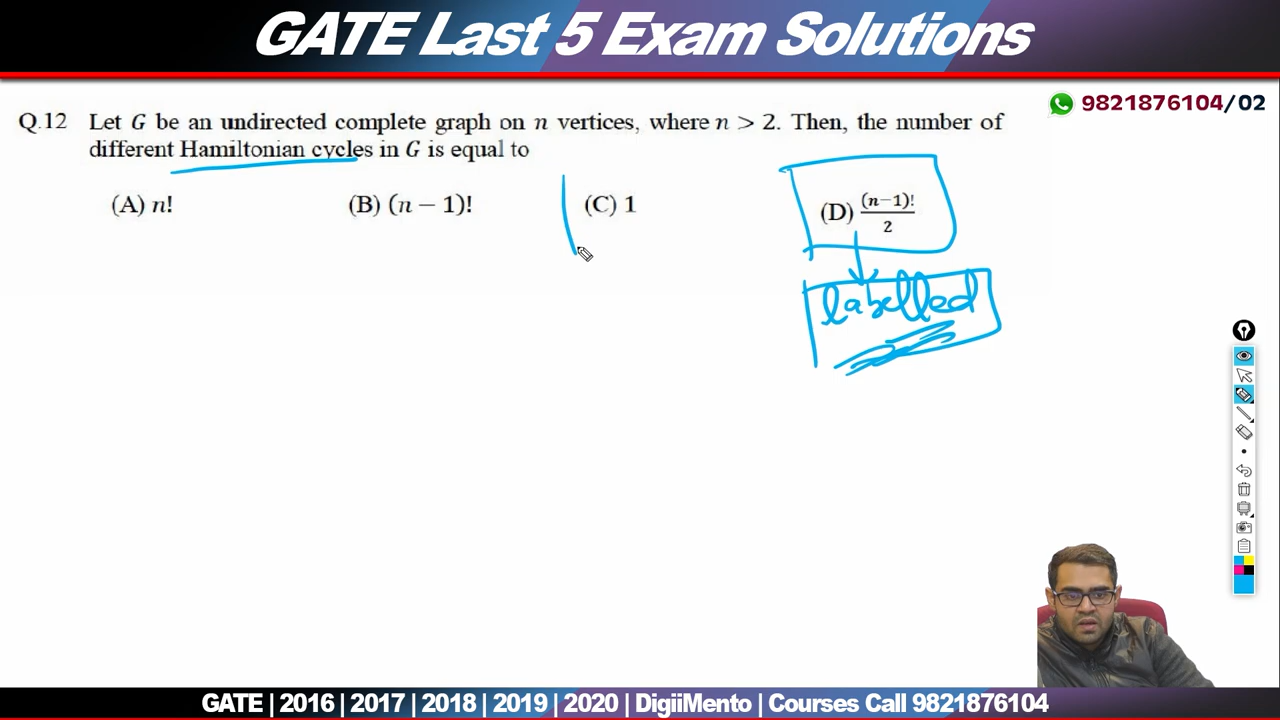 GATE Last 5 Exam Solutions
9821876104/02
Q.12 Let G be an undirected complete graph on n vertices, where n > 2. Then, the number of
different Hamiltonian cycles in G is equal to
(A) n! (B) (n − 1)! (C) 1 (D) (n−1)!/2
labelled
GATE | 2016 | 2017 | 2018 | 2019 | 2020 | DigiiMento | Courses Call 9821876104